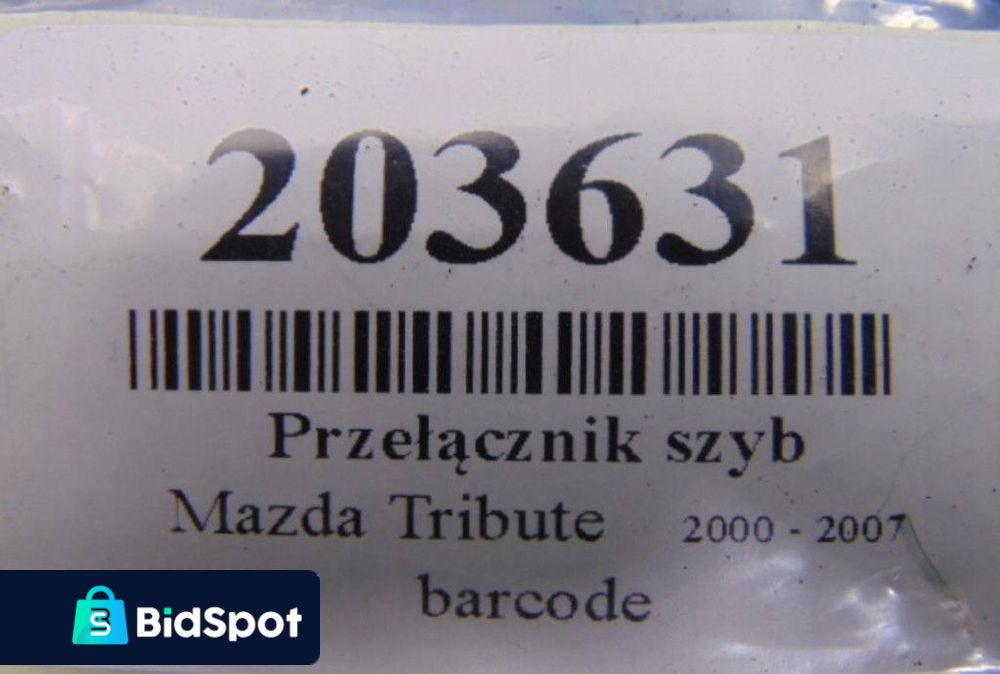 203631
Przełącznik szyb
Mazda Tribute 2000 - 2007
barcode
BidSpot